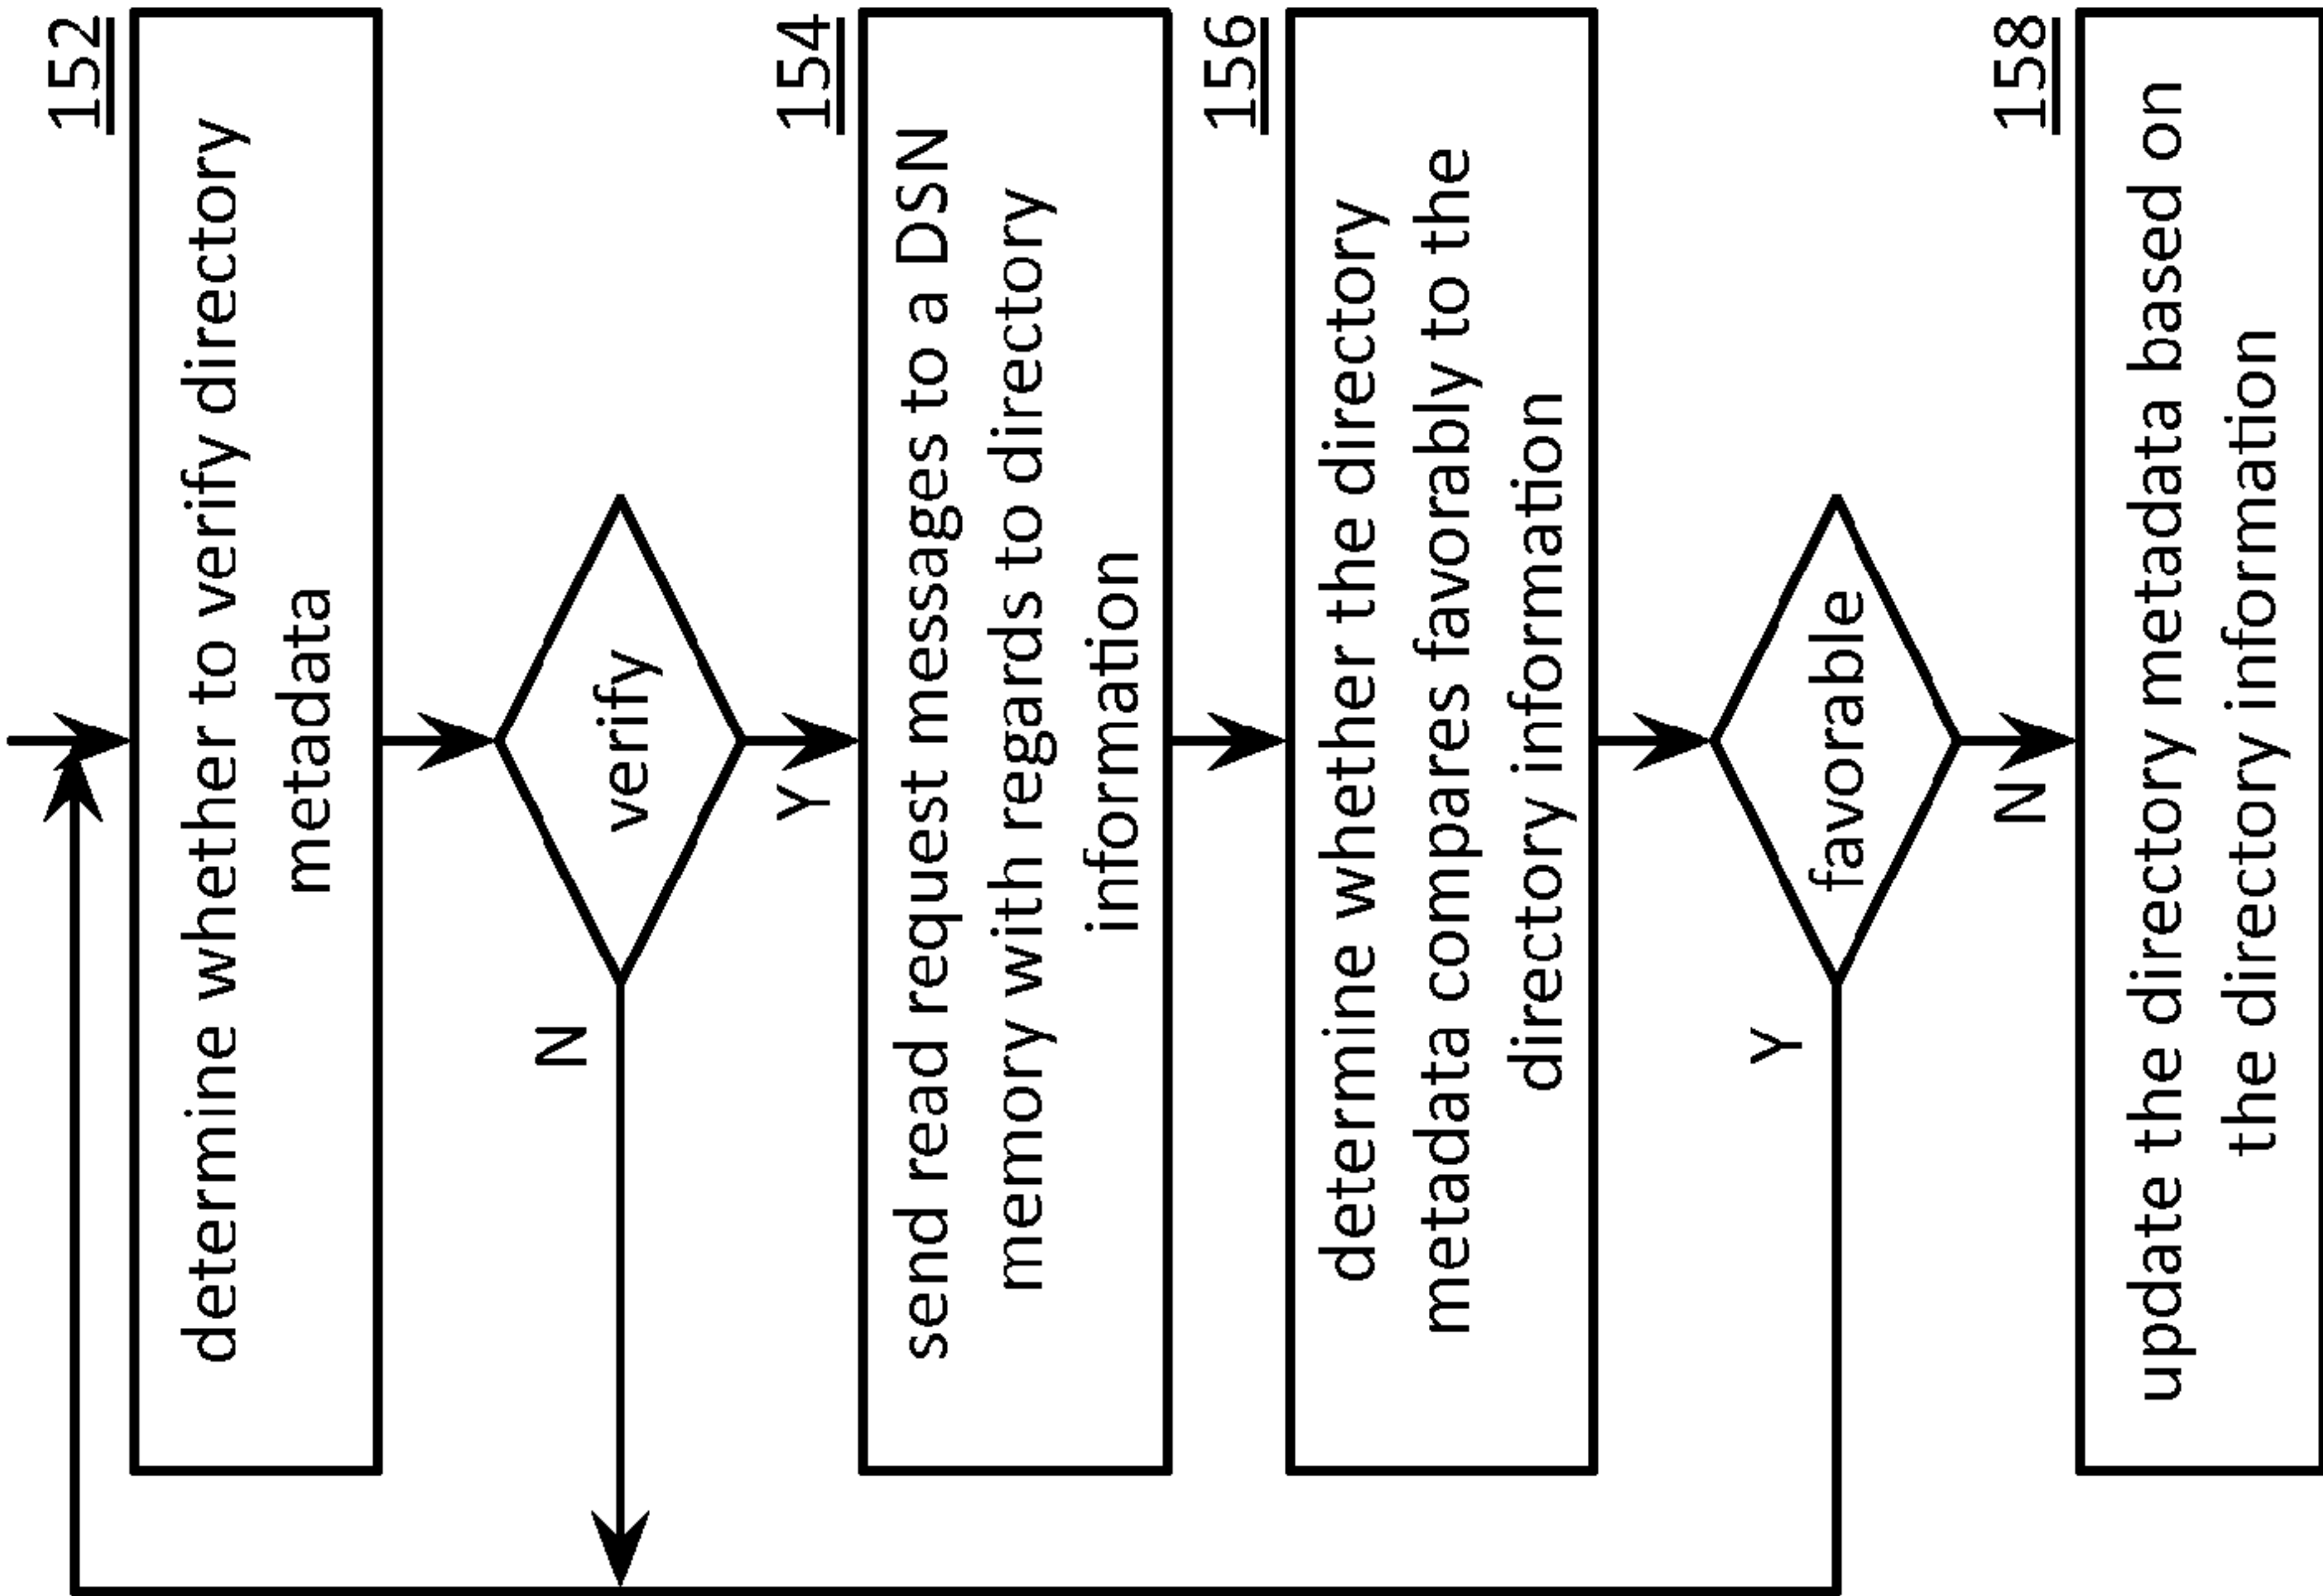 152
determine whether to verify directory
metadata
verify
N
Y
154
send read request messages to a DSN
memory with regards to directory
information
156
determine whether the directory
metadata compares favorably to the
directory information
favorable
Y
N
158
update the directory metadata based on
the directory information